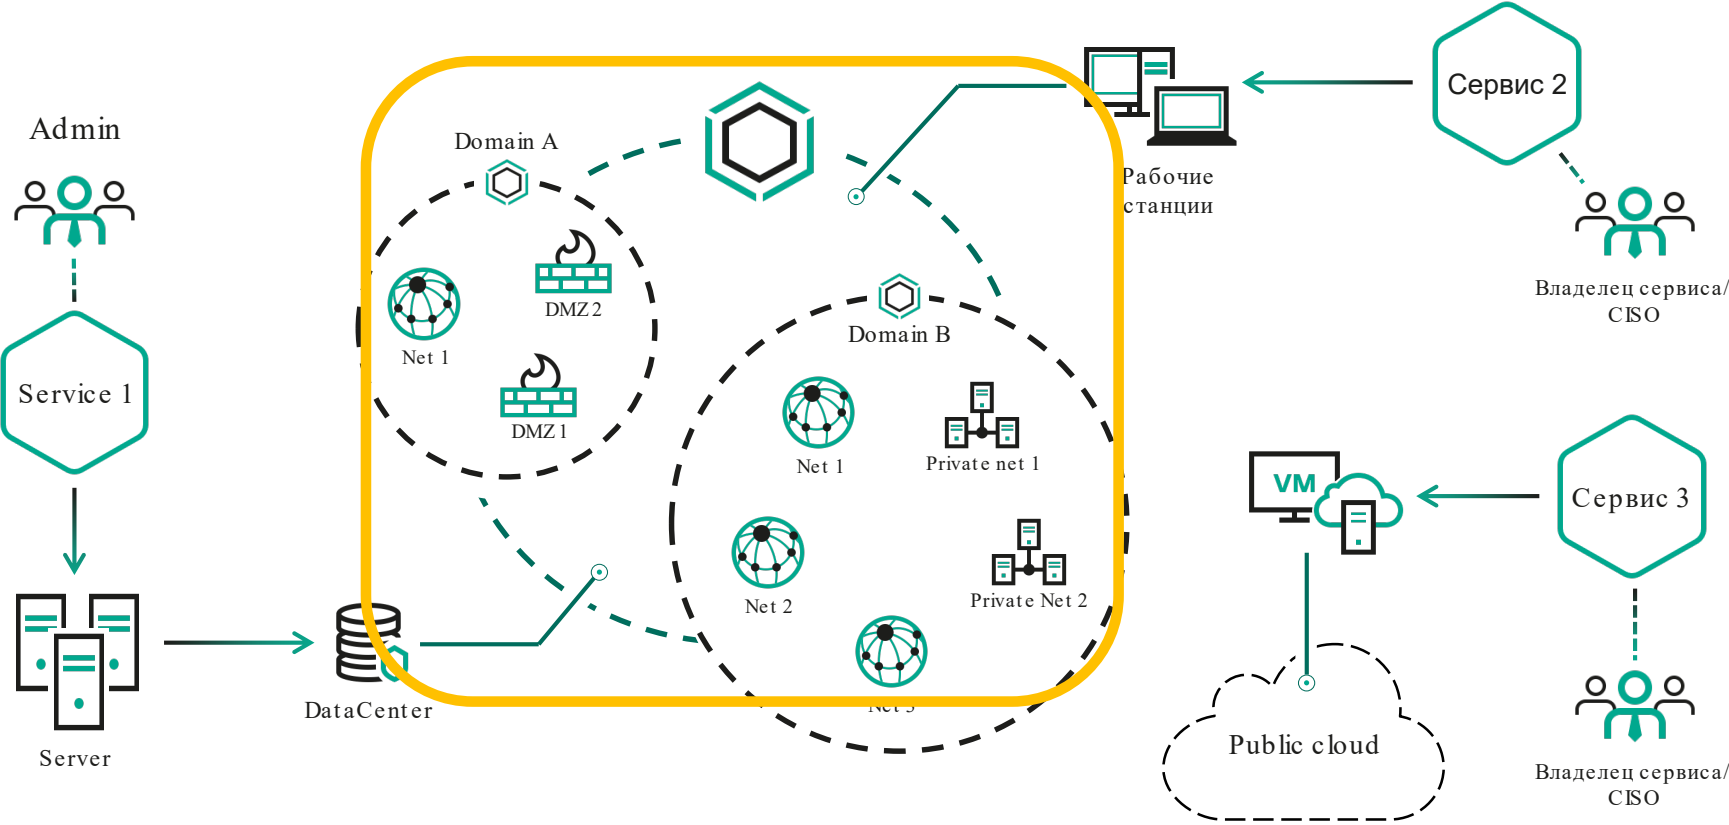 Admin
Service 1
Server
DataCenter
Domain A
Net 1
DMZ 2
DMZ 1
Domain B
Net 1
Private net 1
Net 2
Private Net 2
Net 3
Рабочие
станции
Сервис 2
Владелец сервиса/
CISO
VM
Сервис 3
Public cloud
Владелец сервиса/
CISO